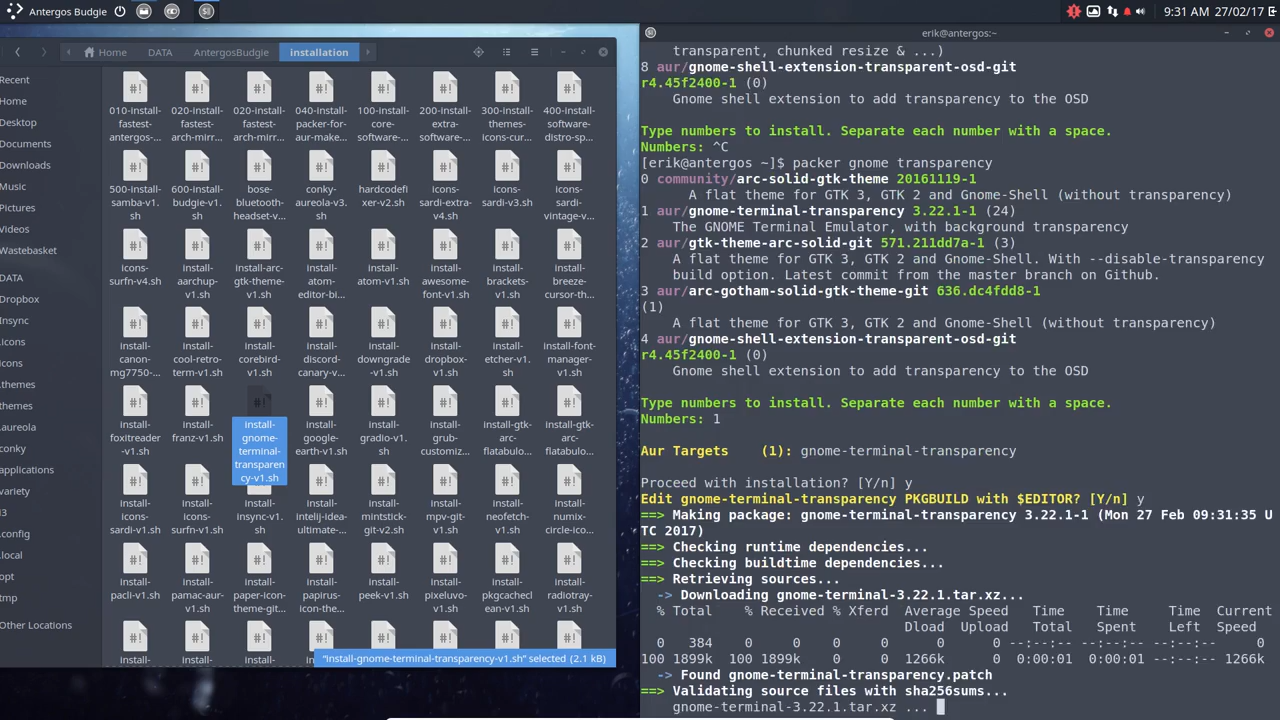 Antergos Budgie
9:31 AM 27/02/17
Home
DATA
AntergosBudgie
installation
Recent
Home
Desktop
Documents
Downloads
Music
Pictures
Videos
Wastebasket
DATA
Dropbox
Insync
.icons
icons
.themes
themes
.aureola
conky
applications
variety
i3
.config
.local
opt
tmp
Other Locations
010-install-
fastest-
antergos-...
020-install-
fastest-
arch-mirr...
020-install-
fastest-
arch-mirr...
040-install-
packer-for-
aur-make...
100-install-
core-
software-...
200-install-
extra-
software-...
300-install-
themes-
icons-cur...
400-install-
software-
distro-sp...
500-install-
samba-v1.
sh
600-install-
budgie-v1.
sh
bose-
bluetooth-
headset-v...
conky-
aureola-v3.
sh
hardcodefi
xer-v2.sh
icons-
sardi-extra-
v4.sh
icons-
sardi-v3.sh
icons-
sardi-
vintage-v...
icons-
surfn-v4.sh
install-
aarchup-
v1.sh
install-arc-
gtk-theme-
v1.sh
install-
atom-
editor-bi...
install-
atom-v1.sh
install-
awesome-
font-v1.sh
install-
brackets-
v1.sh
install-
breeze-
cursor-th...
install-
canon-
mg7750-...
install-
cool-retro-
term-v1.sh
install-
corebird-
v1.sh
install-
discord-
canary-v...
install-
downgrade
-v1.sh
install-
dropbox-
v1.sh
install-
etcher-v1.
sh
install-font-
manager-
v1.sh
install-
foxitreader
-v1.sh
install-
franz-v1.sh
install-
gnome-
terminal-
transparen
cy-v1.sh
install-
google-
earth-v1.sh
install-
gradio-v1.
sh
install-
grub-
customiz...
install-gtk-
arc-
flatabulo...
install-gtk-
arc-
flatabulo...
install-
icons-
sardi-v1.sh
install-
icons-
surfn-v1.sh
install-
insync-v1.
sh
install-
intelij-idea-
ultimate-...
install-
mintstick-
git-v2.sh
install-
mpv-git-
v1.sh
install-
neofetch-
v1.sh
install-
numix-
circle-ico...
install-
pacli-v1.sh
install-
pamac-aur-
v1.sh
install-
paper-icon-
theme-git...
install-
papirus-
icon-the...
install-
peek-v1.sh
install-
pixeluvo-
v1.sh
install-
pkgcachecl
ean-v1.sh
install-
radiotray-
v1.sh
install-
install-
install-
"install-gnome-terminal-transparency-v1.sh" selected (2.1 kB)
erik@antergos:~
transparent, chunked resize & ...)
8 aur/gnome-shell-extension-transparent-osd-git
r4.45f2400-1 (0)
Gnome shell extension to add transparency to the OSD
Type numbers to install. Separate each number with a space.
Numbers: ^C
[erik@antergos ~]$ packer gnome transparency
0 community/arc-solid-gtk-theme 20161119-1
A flat theme for GTK 3, GTK 2 and Gnome-Shell (without transparency)
1 aur/gnome-terminal-transparency 3.22.1-1 (24)
The GNOME Terminal Emulator, with background transparency
2 aur/gtk-theme-arc-solid-git 571.211dd7a-1 (3)
A flat theme for GTK 3, GTK 2 and Gnome-Shell. With --disable-transparency
build option. Latest commit from the master branch on Github.
3 aur/arc-gotham-solid-gtk-theme-git 636.dc4fdd8-1
(1)
A flat theme for GTK 3, GTK 2 and Gnome-Shell (without transparency)
4 aur/gnome-shell-extension-transparent-osd-git
r4.45f2400-1 (0)
Gnome shell extension to add transparency to the OSD
Type numbers to install. Separate each number with a space.
Numbers: 1
Aur Targets    (1): gnome-terminal-transparency
Proceed with installation? [Y/n] y
Edit gnome-terminal-transparency PKGBUILD with $EDITOR? [Y/n] y
==> Making package: gnome-terminal-transparency 3.22.1-1 (Mon 27 Feb 09:31:35 U
TC 2017)
==> Checking runtime dependencies...
==> Checking buildtime dependencies...
==> Retrieving sources...
-> Downloading gnome-terminal-3.22.1.tar.xz...
% Total    % Received % Xferd  Average Speed   Time    Time     Time  Current
Dload  Upload   Total   Spent    Left  Speed
0   384    0     0    0     0      0      0 --:--:-- --:--:-- --:--:--     0
100 1899k  100 1899k    0     0  1266k      0  0:00:01  0:00:01 --:--:-- 1266k
-> Found gnome-terminal-transparency.patch
==> Validating source files with sha256sums...
gnome-terminal-3.22.1.tar.xz ...